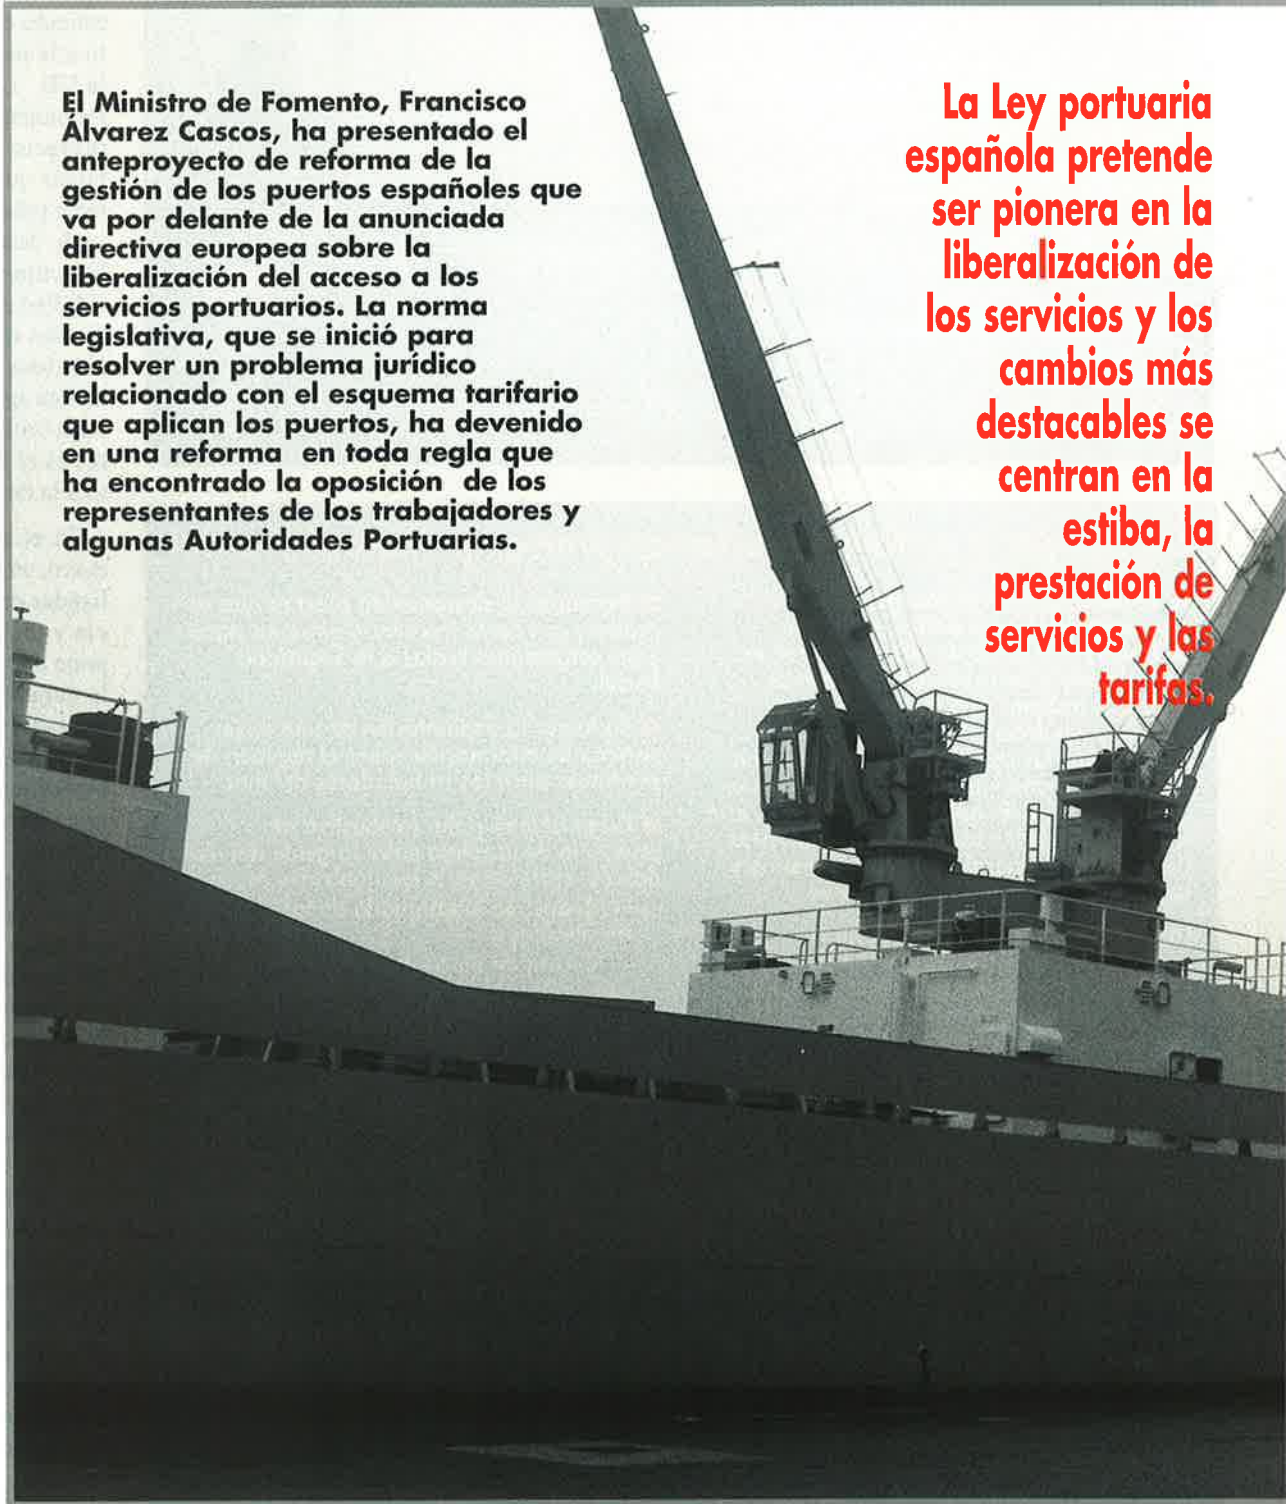 El Ministro de Fomento, Francisco
Álvarez Cascos, ha presentado el
anteproyecto de reforma de la
gestión de los puertos españoles que
va por delante de la anunciada
directiva europea sobre la
liberalización del acceso a los
servicios portuarios. La norma
legislativa, que se inició para
resolver un problema jurídico
relacionado con el esquema tarifario
que aplican los puertos, ha devenido
en una reforma en toda regla que
ha encontrado la oposición de los
representantes de los trabajadores y
algunas Autoridades Portuarias.
La Ley portuaria
española pretende
ser pionera en la
liberalización de
los servicios y los
cambios más
destacables se
centran en la
estiba, la
prestación de
servicios y las
tarifas.